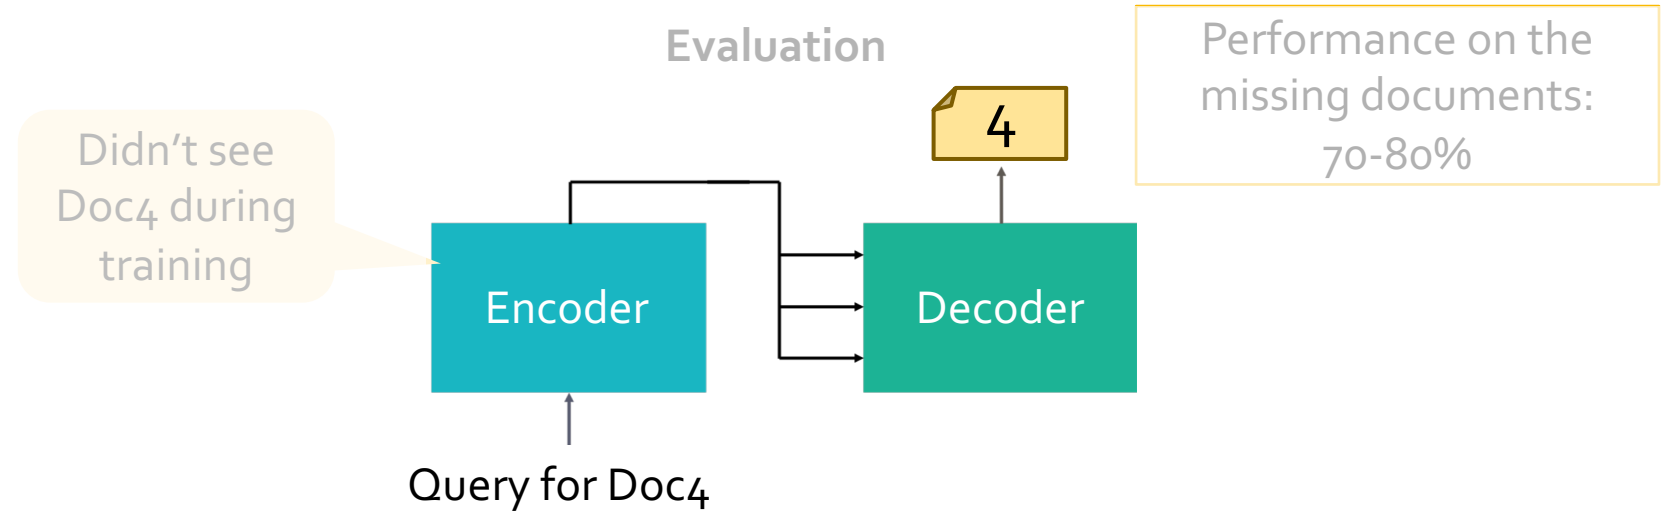 Evaluation
Performance on the
missing documents:
70-80%
4
Didn't see
Doc4 during
training
Encoder
Decoder
Query for Doc4